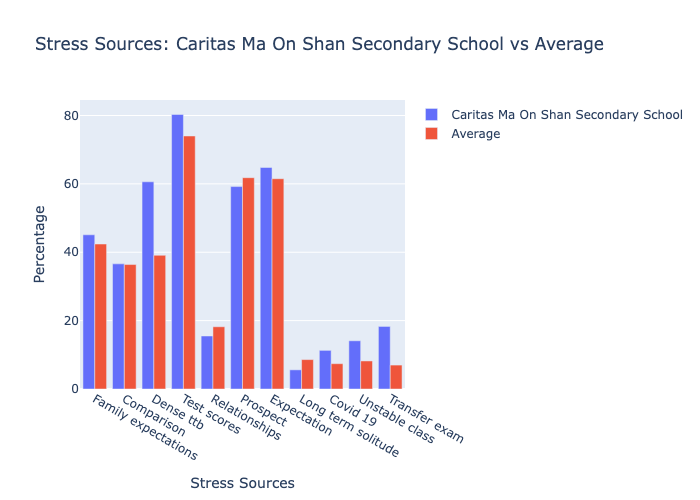 Stress Sources: Caritas Ma On Shan Secondary School vs Average
Caritas Ma On Shan Secondary School
Average
Percentage
80
60
40
20
0
Family expectations
Comparison
Dense ttb
Test scores
Relationships
Prospect
Expectation
Long term solitude
Covid 19
Unstable class
Transfer exam
Stress Sources